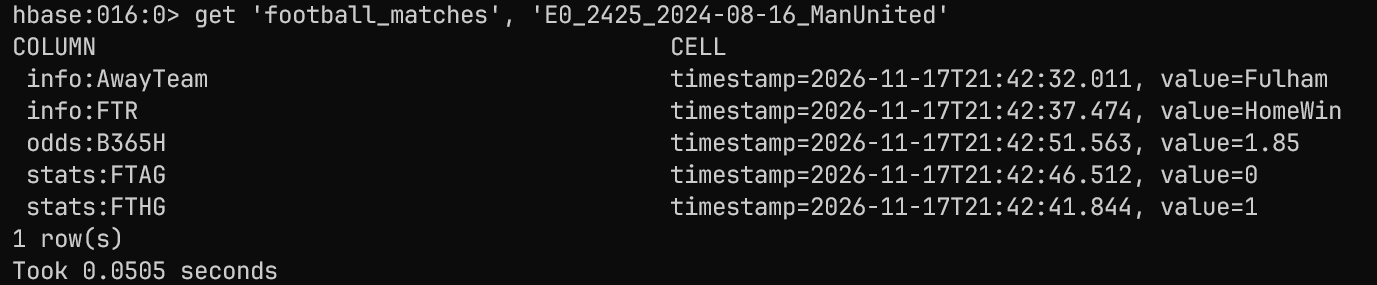 hbase:016:0> get 'football_matches', 'E0_2425_2024-08-16_ManUnited'
COLUMN CELL
info:AwayTeam timestamp=2026-11-17T21:42:32.011, value=Fulham
info:FTR timestamp=2026-11-17T21:42:37.474, value=HomeWin
odds:B365H timestamp=2026-11-17T21:42:51.563, value=1.85
stats:FTAG timestamp=2026-11-17T21:42:46.512, value=0
stats:FTHG timestamp=2026-11-17T21:42:41.844, value=1
1 row(s)
Took 0.0505 seconds